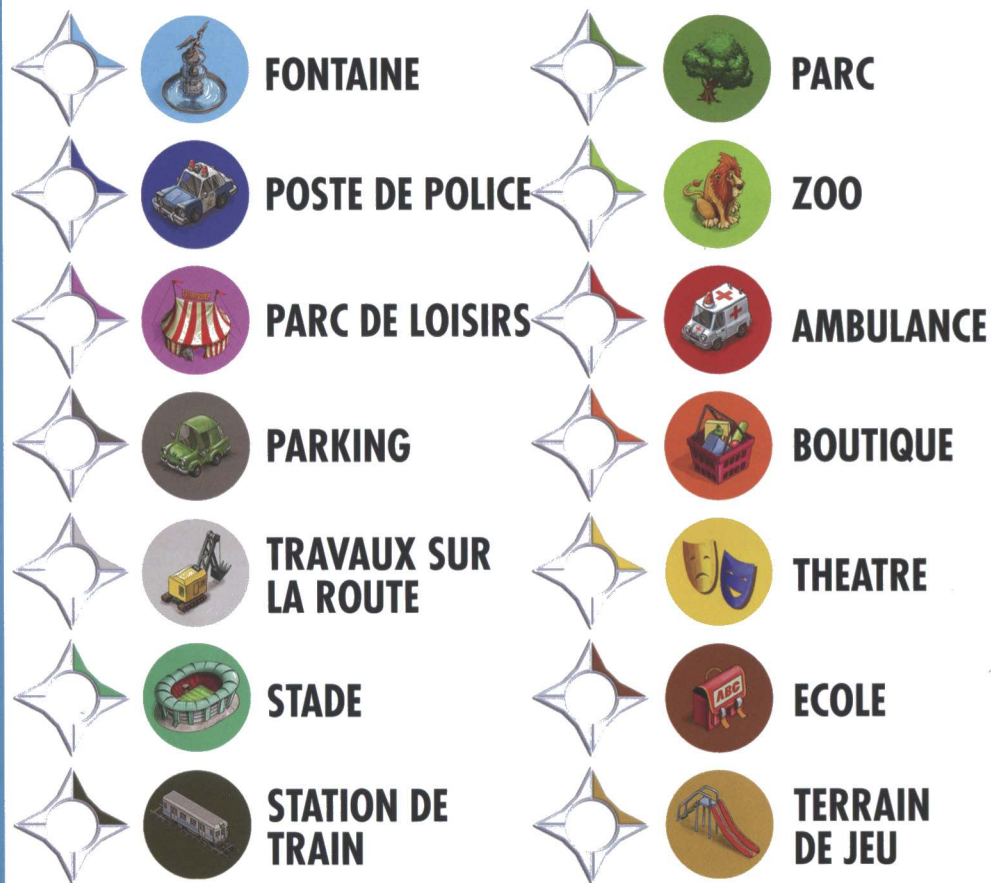 FONTAINE
POSTE DE POLICE
PARC DE LOISIRS
PARKING
TRAVAUX SUR
LA ROUTE
STADE
STATION DE
TRAIN
PARC
ZOO
AMBULANCE
BOUTIQUE
THEATRE
ABC
ECOLE
TERRAIN
DE JEU